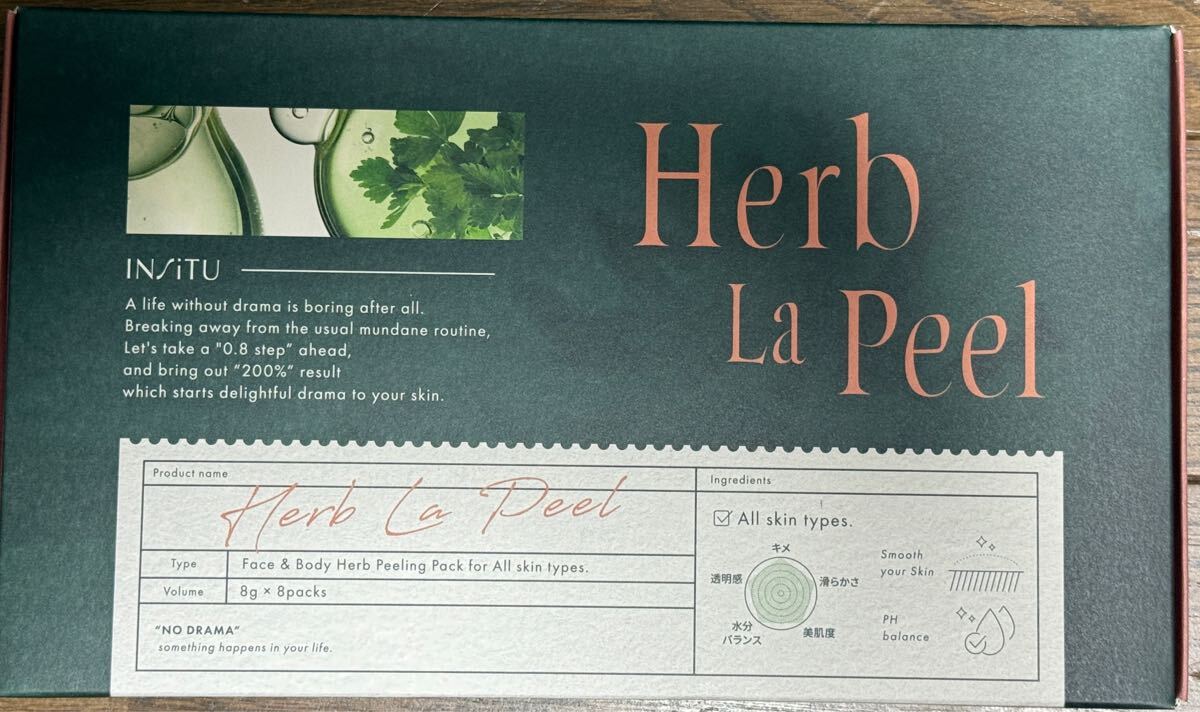 Herb
La Peel
INSiTU
A life without drama is boring after all.
Breaking away from the usual mundane routine,
Let's take a "0.8 step” ahead,
and bring out “200%” result
which starts delightful drama to your skin.
Product name
Herb La Peel
Type
Face & Body Herb Peeling Pack for All skin types.
Volume
8g × 8packs
“NO DRAMA”
something happens in your life.
Ingredients
All skin types.
キメ
透明感
滑らかさ
水分
バランス
美肌度
Smooth
your Skin
PH
balance